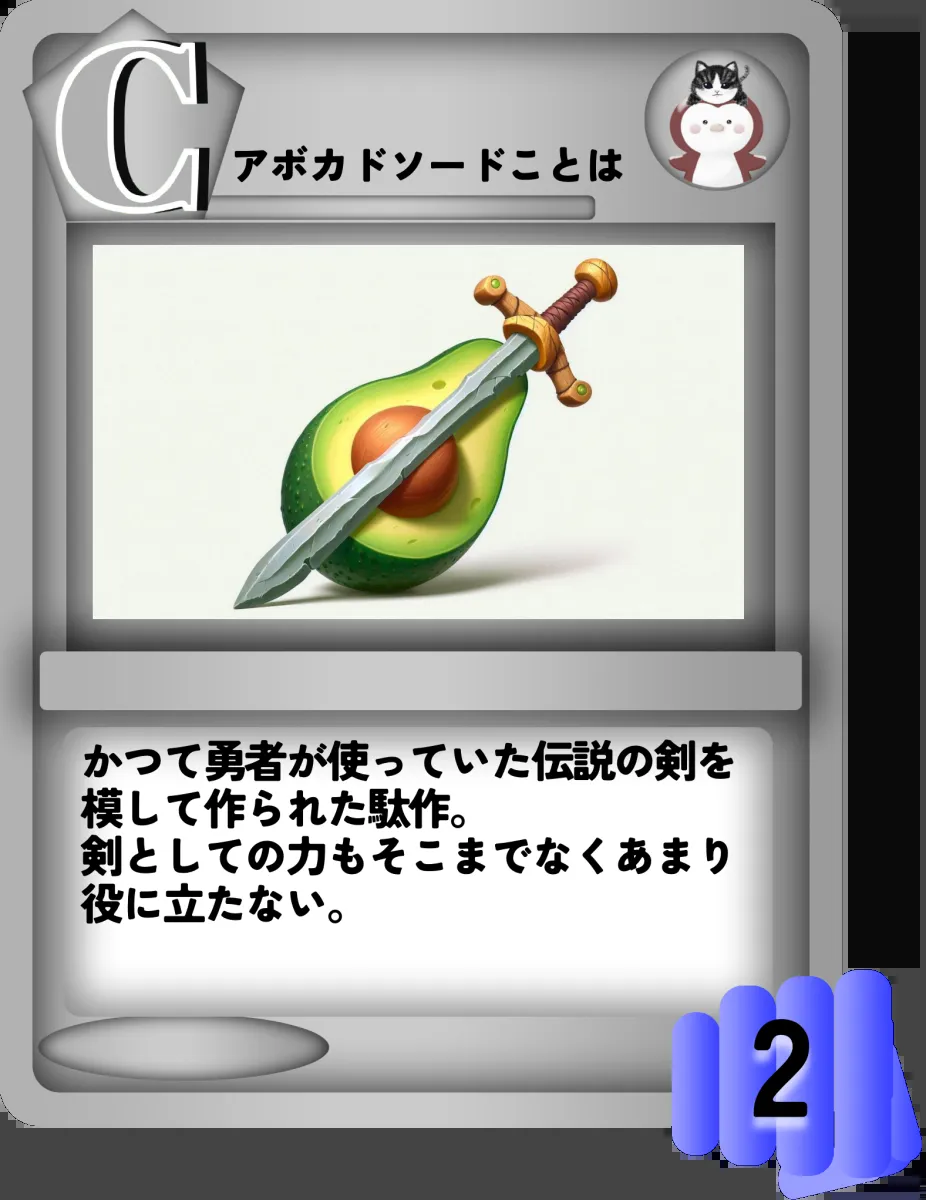 C
アボカドソードことは
かつて勇者が使っていた伝説の剣を
模して作られた駄作。
剣としての力もそこまでなくあまり
役に立たない。
2